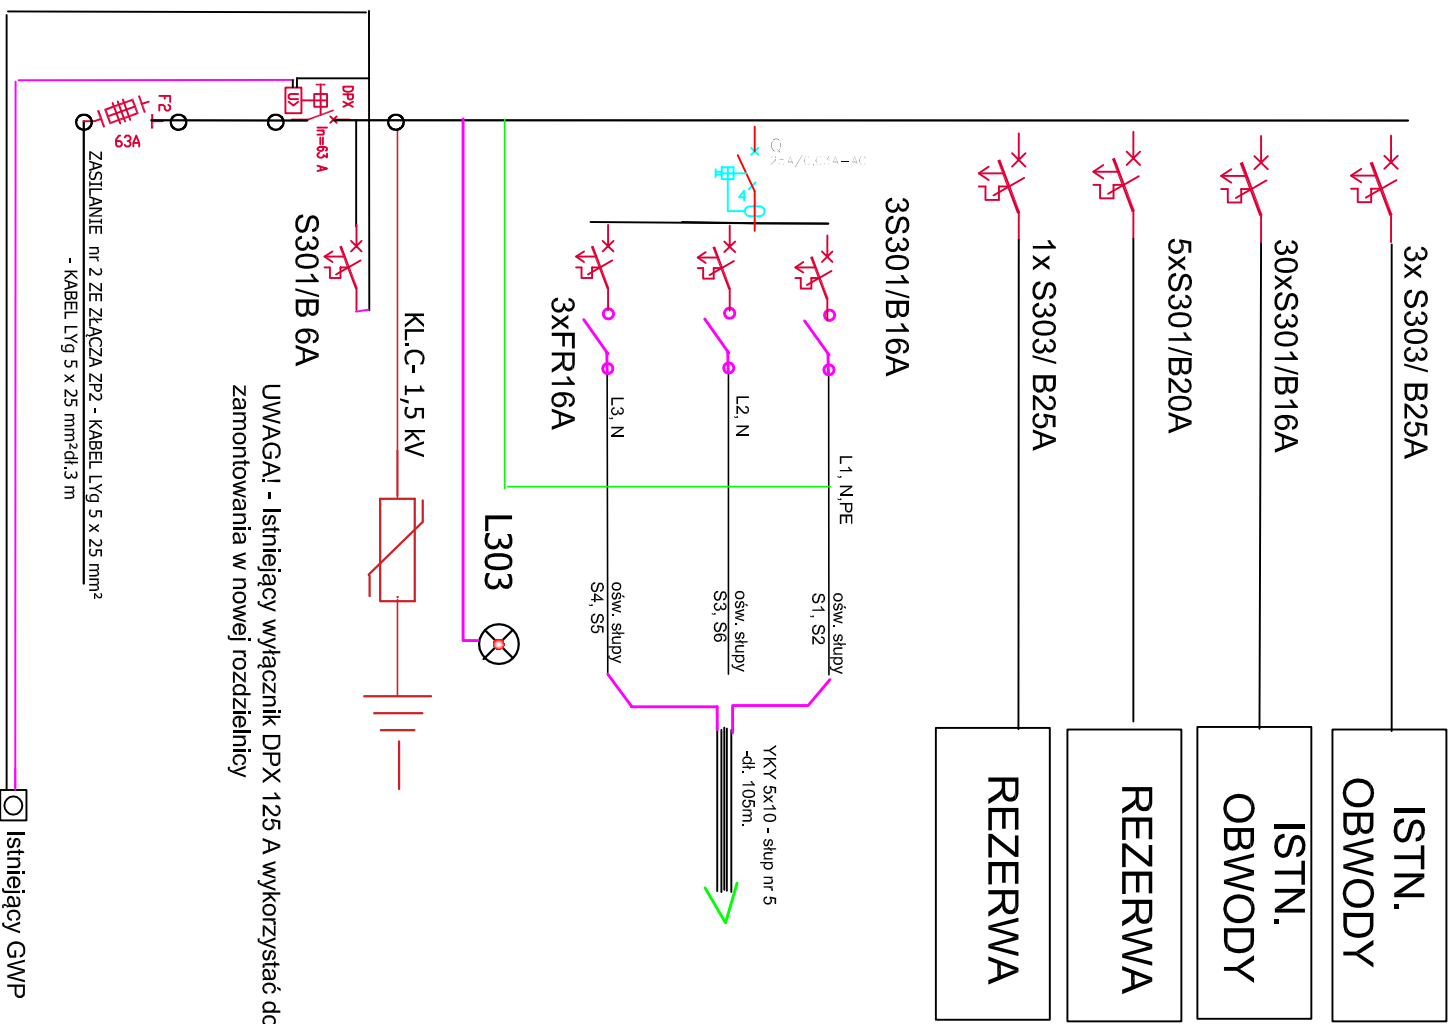 DPX
In=63 A
U>
F2
63A
ZASILANIE nr 2 ZE ZŁĄCZA ZP2 - KABEL LYg 5 x 25 mm²
- KABEL LYg 5 x 25 mm²dł.3 m
S301/B 6A
KL.C- 1,5 kV
UWAGA! - Istniejący wyłącznik DPX 125 A wykorzystać do
zamontowania w nowej rozdzielnicy
Istniejący GWP
L303
Q
4
3S301/B16A
3xFR16A
L1, N,PE
L2, N
L3, N
ośw. słupy
S1, S2
ośw. słupy
S3, S6
ośw. słupy
S4, S5
YKY 5x10 - słup nr 5
-dł. 105m.
1x S303/ B25A
REZERWA
5xS301/B20A
REZERWA
30xS301/B16A
ISTN.
OBWODY
3x S303/ B25A
ISTN.
OBWODY